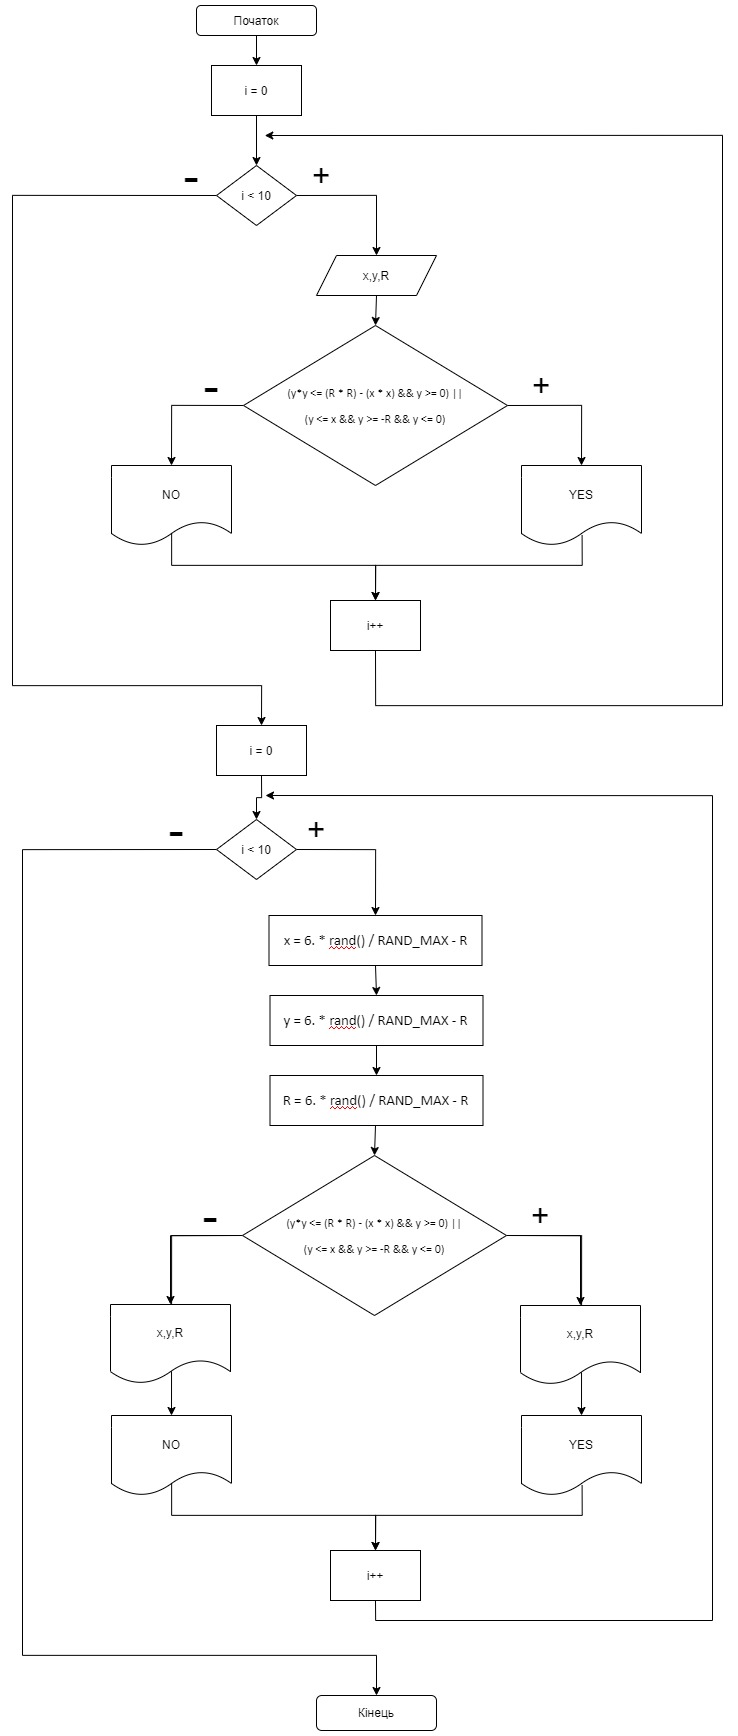 Початок
i = 0
i < 10
-
+
x,y,R
(y*y <= (R * R) - (x * x) && y >= 0) ||
(y <= x && y >= -R && y <= 0)
-
+
NO
YES
i++
i = 0
i < 10
-
+
x = 6. * rand() / RAND_MAX - R
y = 6. * rand() / RAND_MAX - R
R = 6. * rand() / RAND_MAX - R
(y*y <= (R * R) - (x * x) && y >= 0) ||
(y <= x && y >= -R && y <= 0)
-
+
x,y,R
x,y,R
NO
YES
i++
Кінець